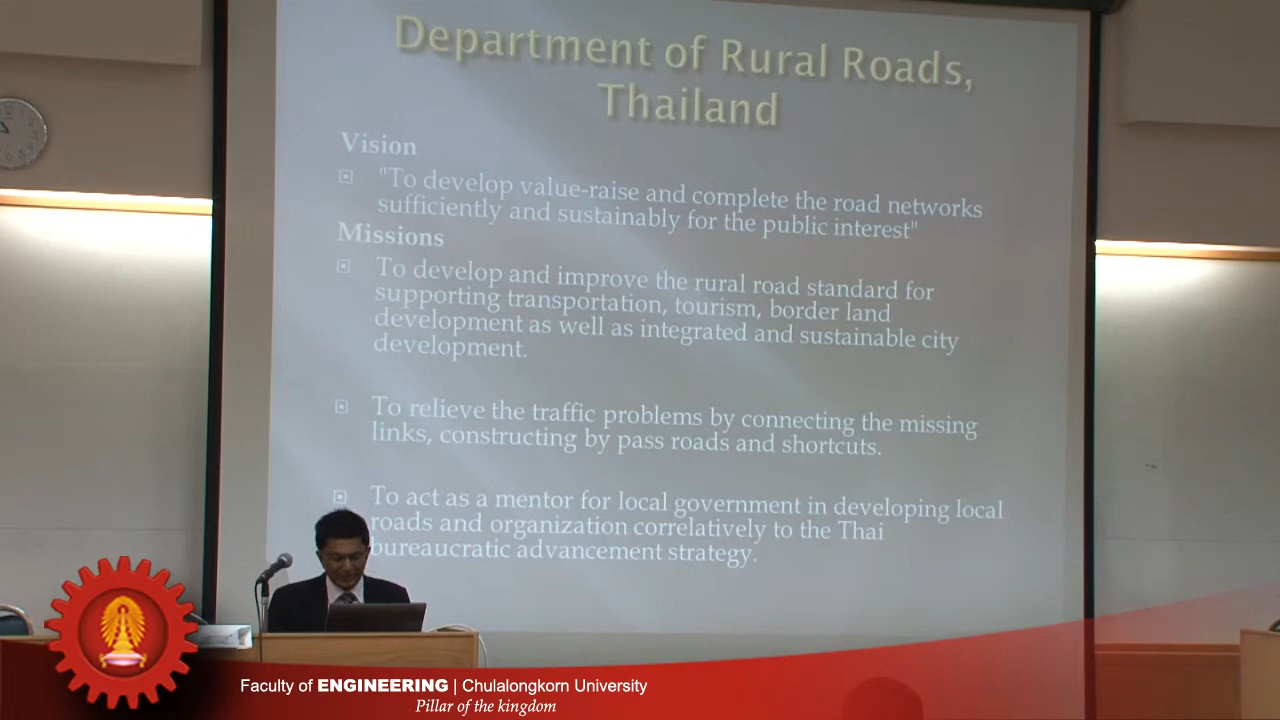 Department of Rural Roads,
Thailand
Vision
"To develop value-raise and complete the road networks
sufficiently and sustainably for the public interest"
Missions
To develop and improve the rural road standard for
supporting transportation, tourism, border land
development as well as integrated and sustainable city
development.
To relieve the traffic problems by connecting the missing
links, constructing by pass roads and shortcuts.
To act as a mentor for local government in developing local
roads and organization correlatively to the Thai
bureaucratic advancement strategy.
Faculty of ENGINEERING | Chulalongkorn University
Pillar of the kingdom